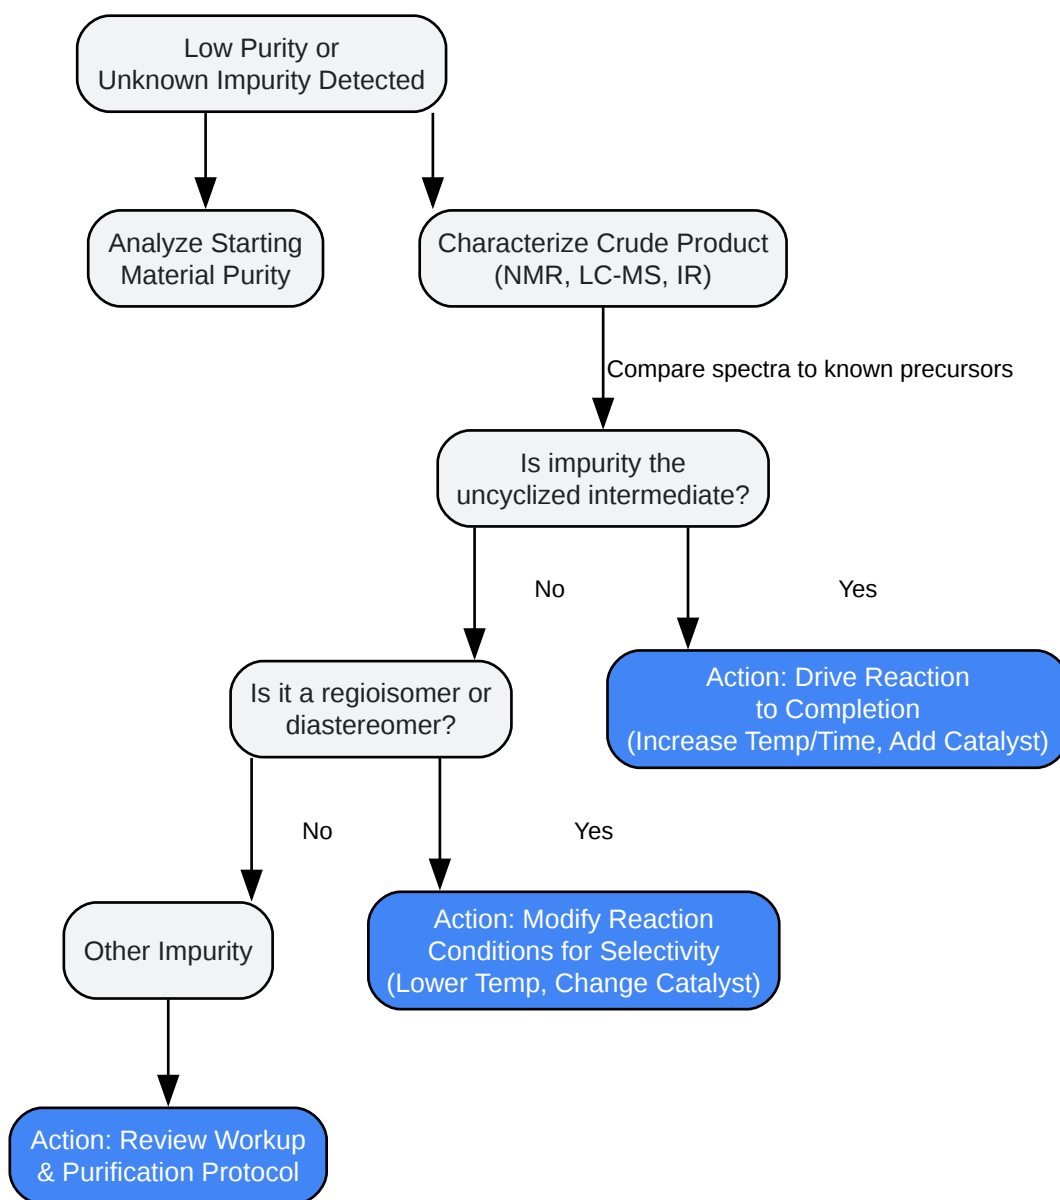 Low Purity or
Unknown Impurity Detected
Analyze Starting
Material Purity
Characterize Crude Product
(NMR, LC-MS, IR)
Compare spectra to known precursors
Is impurity the
uncyclized intermediate?
No
Yes
Is it a regioisomer or
diastereomer?
Action: Drive Reaction
to Completion
(Increase Temp/Time, Add Catalyst)
No
Yes
Other Impurity
Action: Modify Reaction
Conditions for Selectivity
(Lower Temp, Change Catalyst)
Action: Review Workup
& Purification Protocol